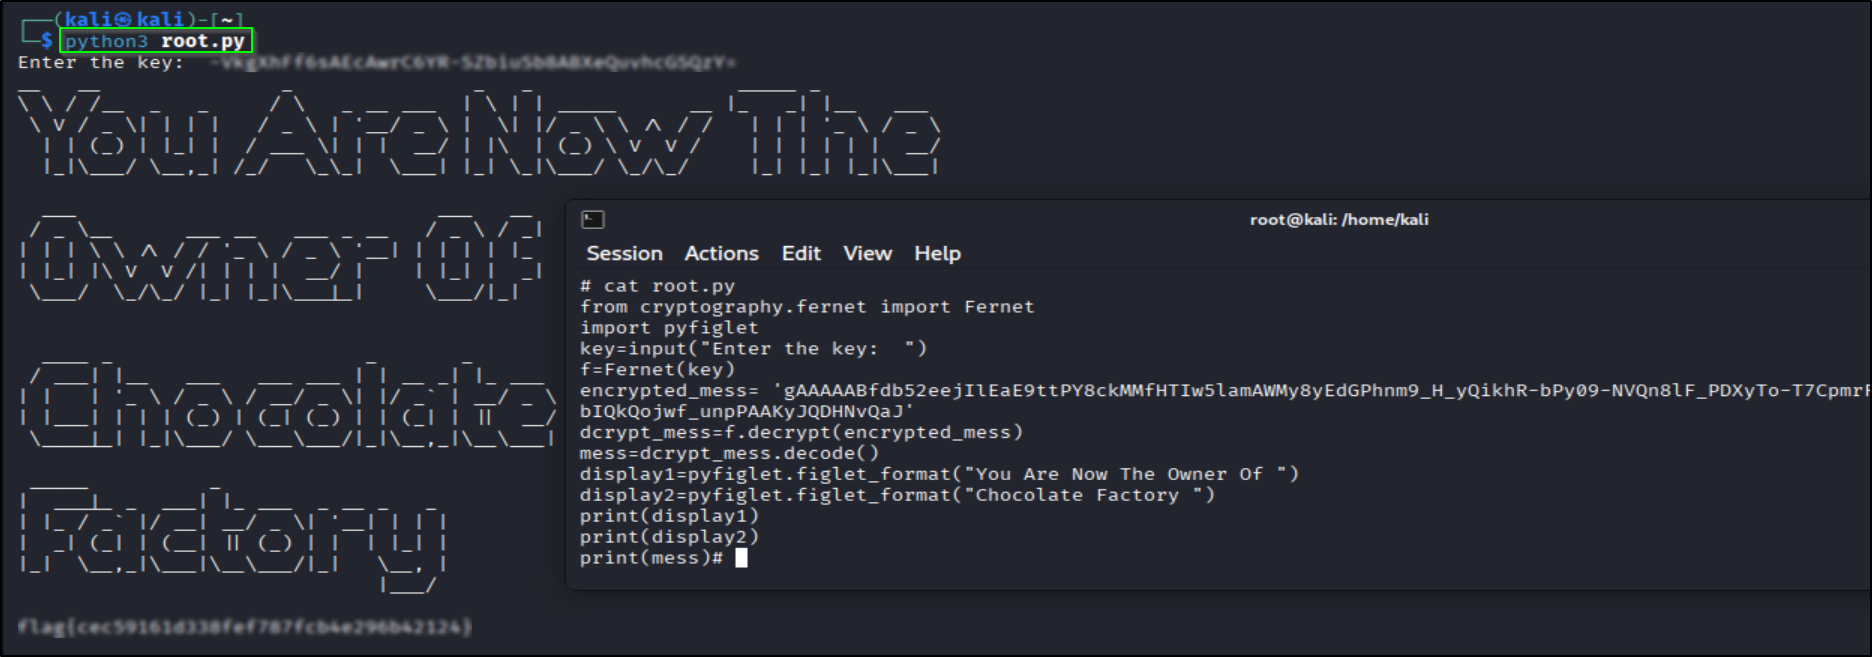 (kali㉿kali)-[~]
$ python3 root.py
Enter the key:
You Are Now The
Owner Of
Chocolate
Factory
root@kali: /home/kali
Session Actions Edit View Help
# cat root.py
from cryptography.fernet import Fernet
import pyfiglet
key=input("Enter the key:  ")
f=Fernet(key)
encrypted_mess= 'gAAAAABfdb52eejIlEaE9ttPY8ckMMfHTIw5lamAWMy8yEdGPhnm9_H_yQikhR-bPy09-NVQn8lF_PDXyTo-T7CpmrF
bIQkQojwf_unpPAAKyJQDHNvQaJ'
dcrypt_mess=f.decrypt(encrypted_mess)
mess=dcrypt_mess.decode()
display1=pyfiglet.figlet_format("You Are Now The Owner Of ")
display2=pyfiglet.figlet_format("Chocolate Factory ")
print(display1)
print(display2)
print(mess)#